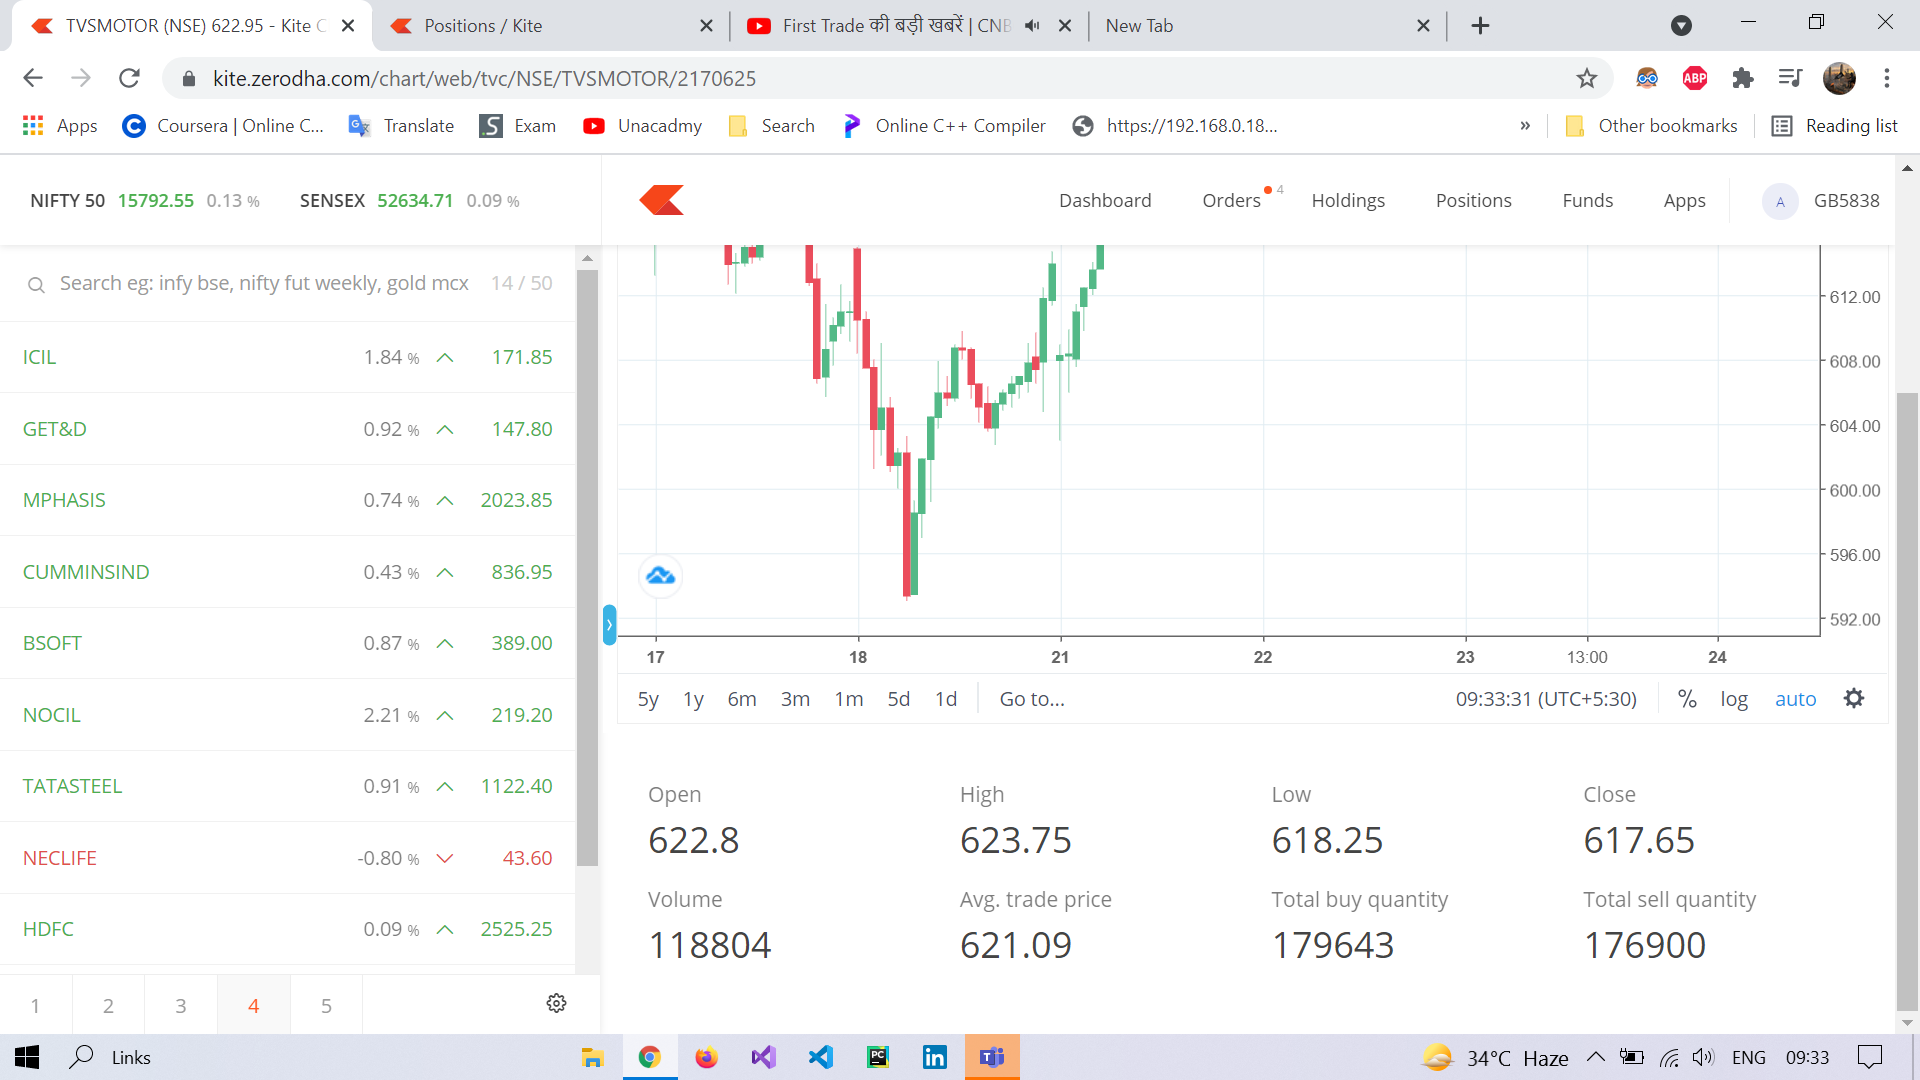 TVSMOTOR (NSE) 622.95 - Kite C
Positions / Kite
First Trade की बड़ी खबरें | CNB
New Tab
kite.zerodha.com/chart/web/tvc/NSE/TVSMOTOR/2170625
ABP
Apps
Coursera | Online C...
Translate
Exam
Unacadmy
Search
Online C++ Compiler
https://192.168.0.18...
»
Other bookmarks
Reading list
NIFTY 50 15792.55 0.13 %
SENSEX 52634.71 0.09 %
Dashboard
Orders 4
Holdings
Positions
Funds
Apps
A GB5838
Search eg: infy bse, nifty fut weekly, gold mcx 14 / 50
ICIL 1.84 % 171.85
GET&D 0.92 % 147.80
MPHASIS 0.74 % 2023.85
CUMMINSIND 0.43 % 836.95
BSOFT 0.87 % 389.00
NOCIL 2.21 % 219.20
TATASTEEL 0.91 % 1122.40
NECLIFE -0.80 % 43.60
HDFC 0.09 % 2525.25
1 2 3 4 5
612.00
608.00
604.00
600.00
596.00
592.00
17 18 21 22 23 13:00 24
5y 1y 6m 3m 1m 5d 1d Go to... 09:33:31 (UTC+5:30) % log auto
Open High Low Close
622.8 623.75 618.25 617.65
Volume Avg. trade price Total buy quantity Total sell quantity
118804 621.09 179643 176900
Links
PC
34°C Haze
ENG
09:33